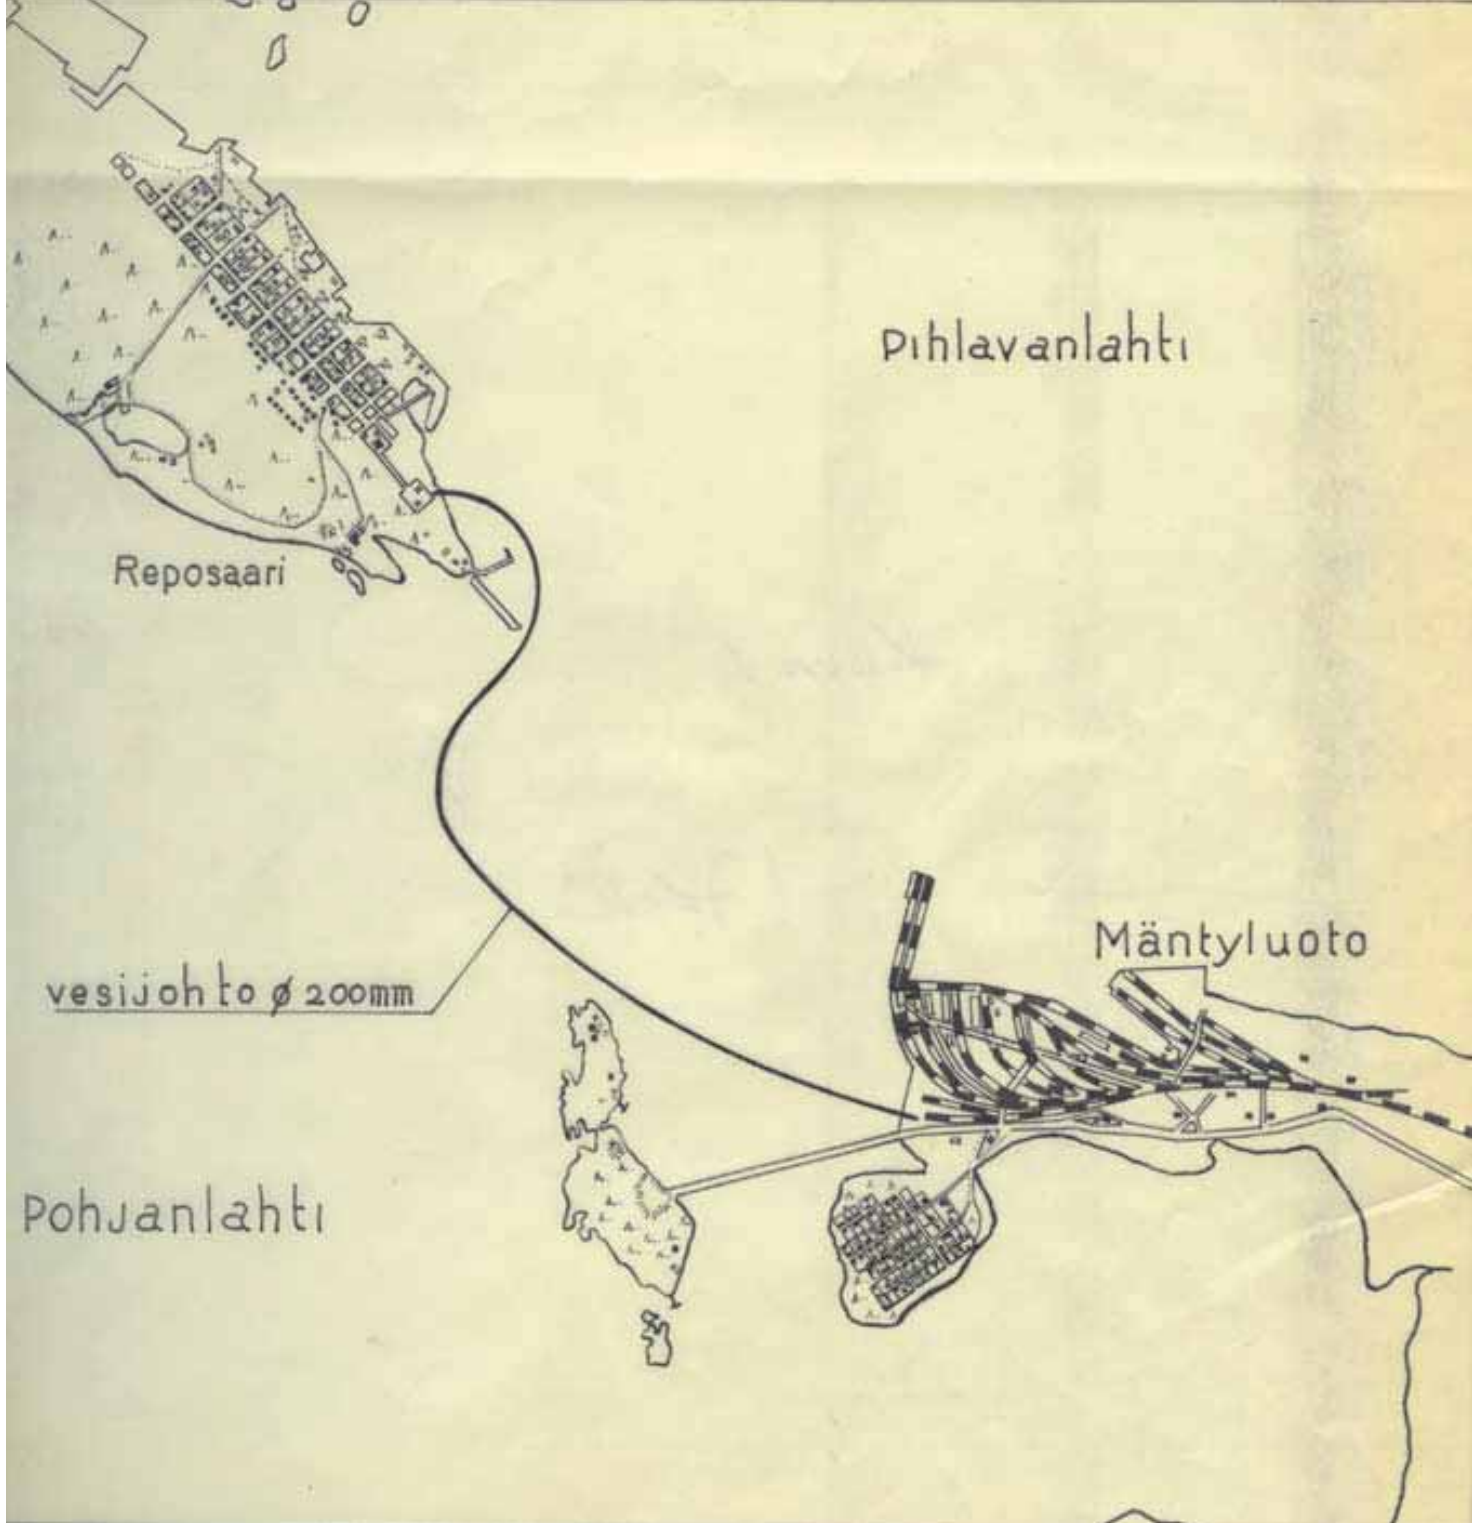 Pihlavanlahti
Reposaari
Mäntyluoto
vesijohto ø 200mm
Pohjanlahti